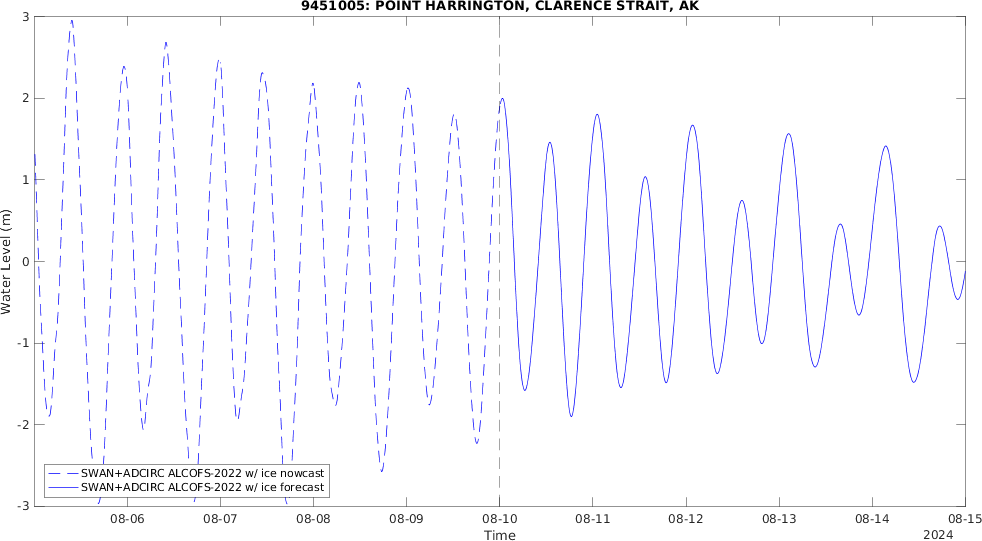 9451005: POINT HARRINGTON, CLARENCE STRAIT, AK
3
2
1
0
-1
-2
-3
Water Level (m)
SWAN+ADCIRC ALCOFS-2022 w/ ice nowcast
SWAN+ADCIRC ALCOFS-2022 w/ ice forecast
08-06 08-07 08-08 08-09 08-10 08-11 08-12 08-13 08-14 08-15
Time
2024